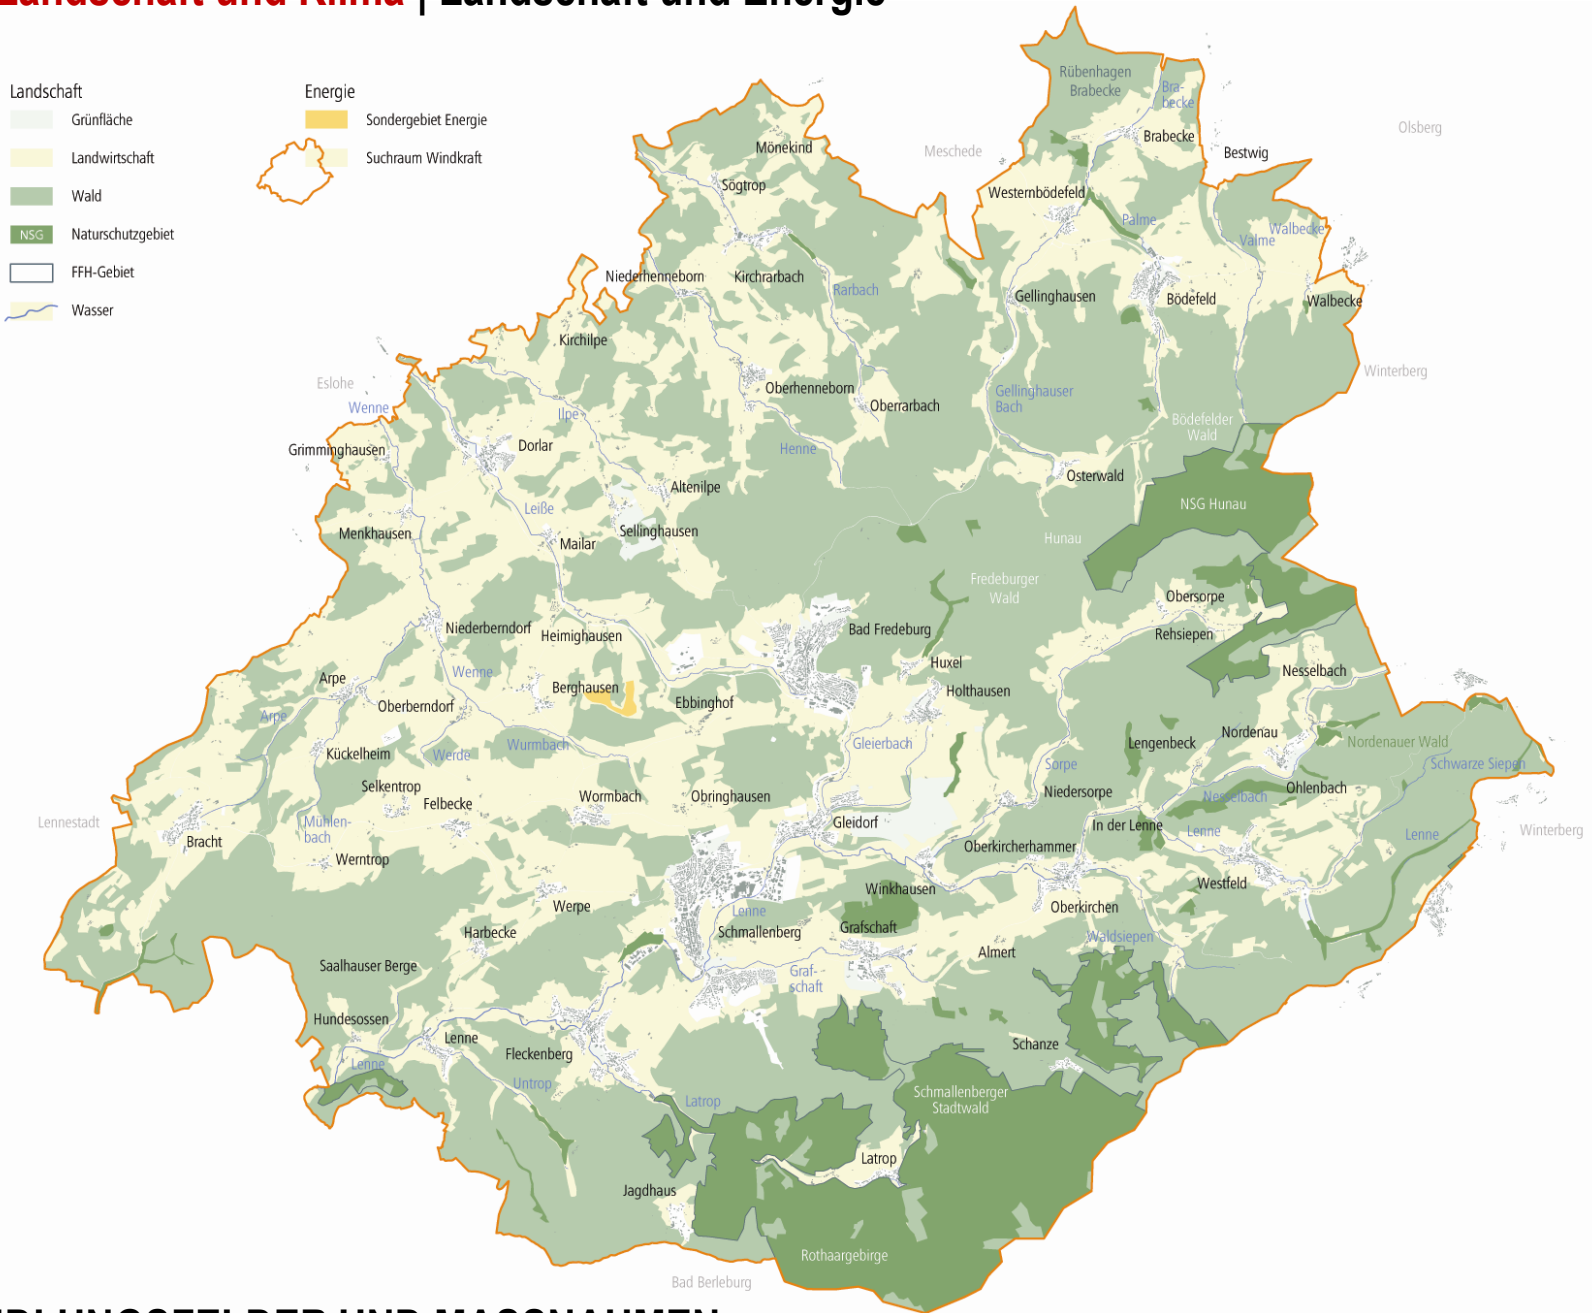 Landschaft und Klima | Landschaft und Energie
Landschaft
Grünfläche
Landwirtschaft
Wald
NSG Naturschutzgebiet
FFH-Gebiet
Wasser
Energie
Sondergebiet Energie
Suchraum Windkraft
Rübenhagen
Brabecke
Bra-
becke
Brabecke
Olsberg
Meschede
Bestwig
Mönekind
Sögtrop
Westernbödefeld
Palme
Walbecke
Valme
Niederhenneborn
Kirchrarbach
Rarbach
Gellinghausen
Bödefeld
Walbecke
Kirchilpe
Winterberg
Eslohe
Wenne
Oberhenneborn
Oberrarbach
Gellinghauser
Bach
Ilpe
Bödefelder
Wald
Grimminghausen
Dorlar
Henne
Osterwald
Altenilpe
Leiße
NSG Hunau
Menkhausen
Sellinghausen
Mailar
Hunau
Fredeburger
Wald
Obersorpe
Niederberndorf
Heimighausen
Bad Fredeburg
Rehsiepen
Huxel
Nesselbach
Arpe
Wenne
Berghausen
Ebbinghof
Holthausen
Oberberndorf
Arpe
Kückelheim
Werde
Wurmbach
Gleierbach
Lengenbeck
Nordenau
Nordenauer Wald
Sorpe
Schwarze Siepen
Selkentrop
Felbecke
Wormbach
Obringhausen
Niedersorpe
Nesselbach
Ohlenbach
Lennestadt
Mühlen-
bach
Gleidorf
In der Lenne
Lenne
Lenne
Winterberg
Bracht
Werntrop
Oberkircherhammer
Winkhausen
Westfeld
Werpe
Lenne
Oberkirchen
Harbecke
Schmallenberg
Grafschaft
Waldsiepen
Almert
Saalhauser Berge
Graf-
schaft
Hundesossen
Lenne
Fleckenberg
Schanze
Lenne
Untrop
Latrop
Schmallenberger
Stadtwald
Latrop
Jagdhaus
Rothaargebirge
Bad Berleburg